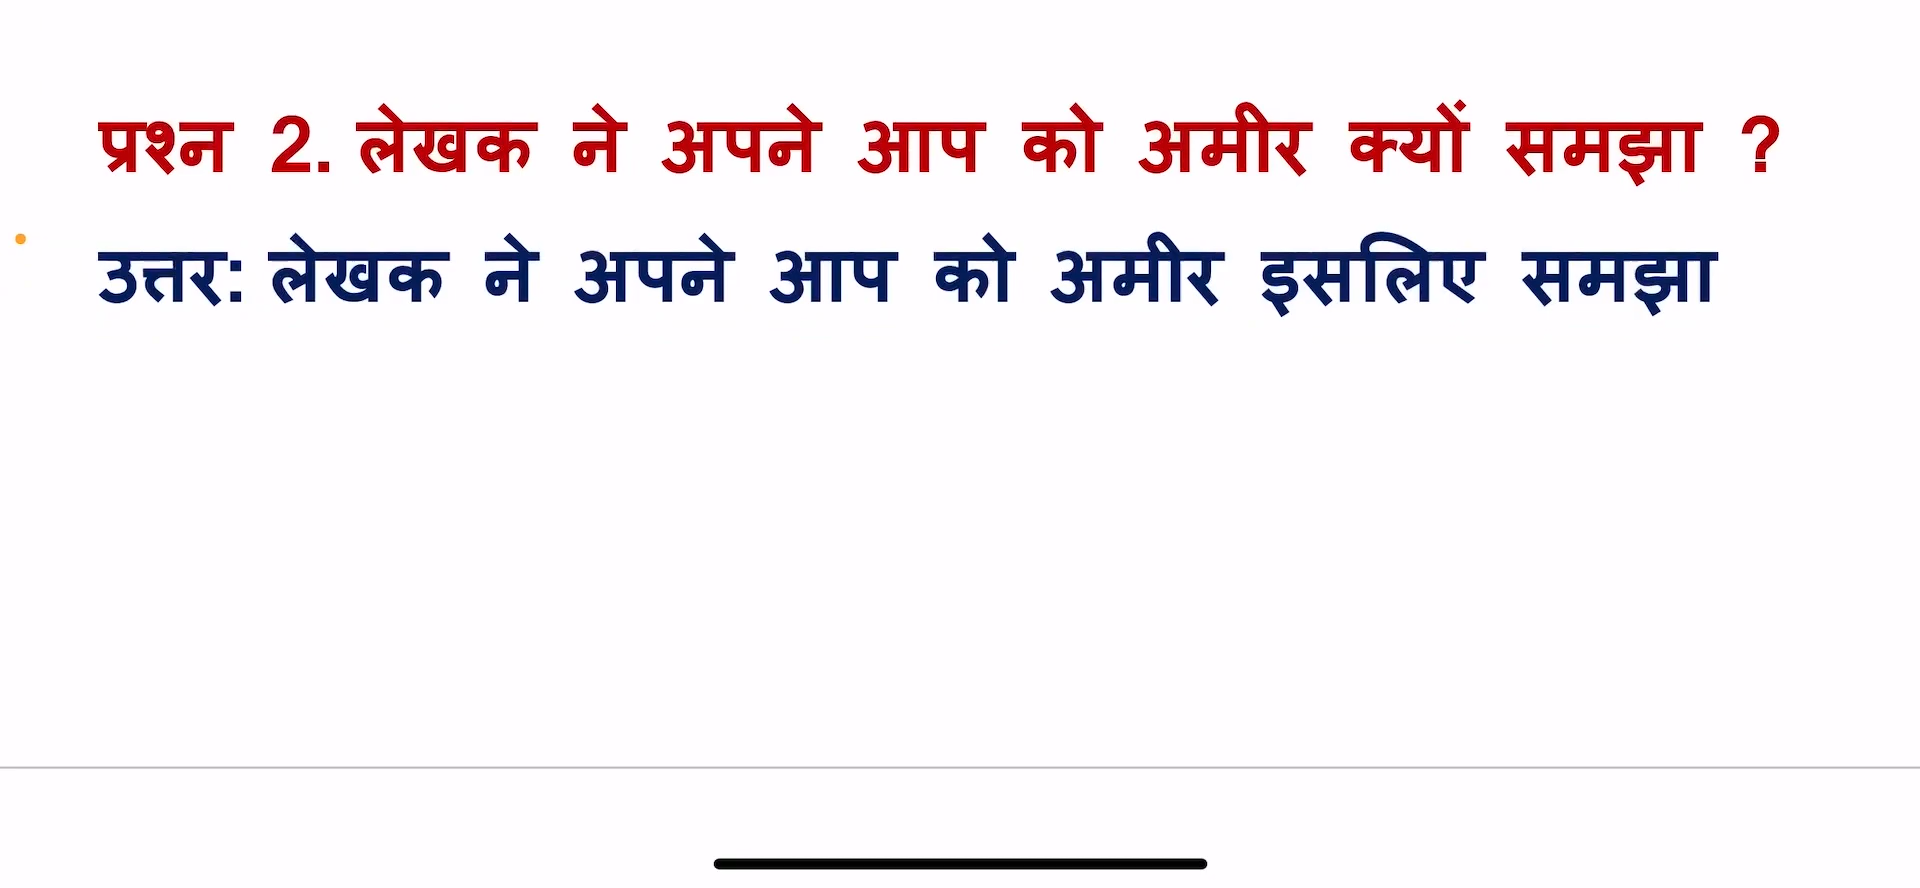 प्रश्न 2. लेखक ने अपने आप को अमीर क्यों समझा ?
उत्तर: लेखक ने अपने आप को अमीर इसलिए समझा